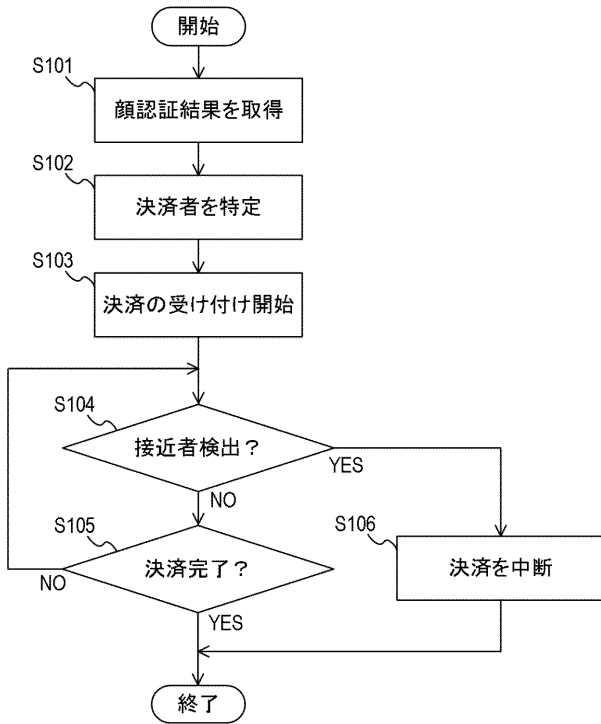 開始
S101
顔認証結果を取得
S102
決済者を特定
S103
決済の受け付け開始
S104
接近者検出？
YES
NO
S105
決済完了？
NO
YES
S106
決済を中断
終了